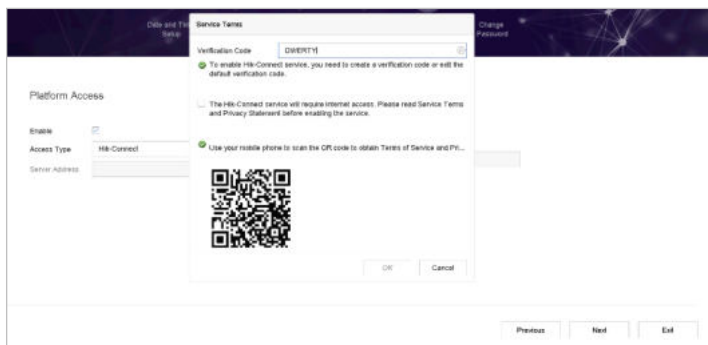 Date and Time
Setup
Service Terms
Change
Password
Verification Code
QWERTY
To enable Hik-Connect service, you need to create a verification code or edit the
default verification code.
Platform Access
The Hik-Connect service will require internet access. Please read Service Terms
and Privacy Statement before enabling the service.
Enable
Access Type
Hik-Connect
Use your mobile phone to scan the QR code to obtain Terms of Service and Pri...
Server Address
OK
Cancel
Previous
Next
Exit